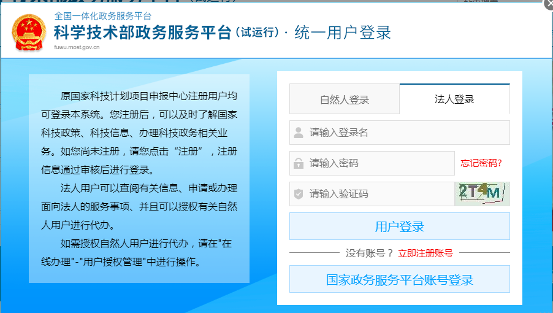 全国一体化政务服务平台
科学技术部政务服务平台(试运行)·统一用户登录
fuwu.most.gov.cn
原国家科技计划项目申报中心注册用户均
可登录本系统。您注册后，可以及时了解国家
科技政策、科技信息、办理科技政务相关业
务。如您尚未注册，请您点击“注册”，注册
信息通过审核后进行登录。
法人用户可以查阅有关信息、申请或办理
面向法人的服务事项、并且可以授权有关自然
人用户进行代办。
如需授权自然人用户进行代办，请在"在
线办理"-"用户授权管理"中进行操作。
自然人登录
法人登录
请输入登录名
请输入密码
忘记密码?
请输入验证码
2T4M
用户登录
没有账号？立即注册账号
国家政务服务平台账号登录